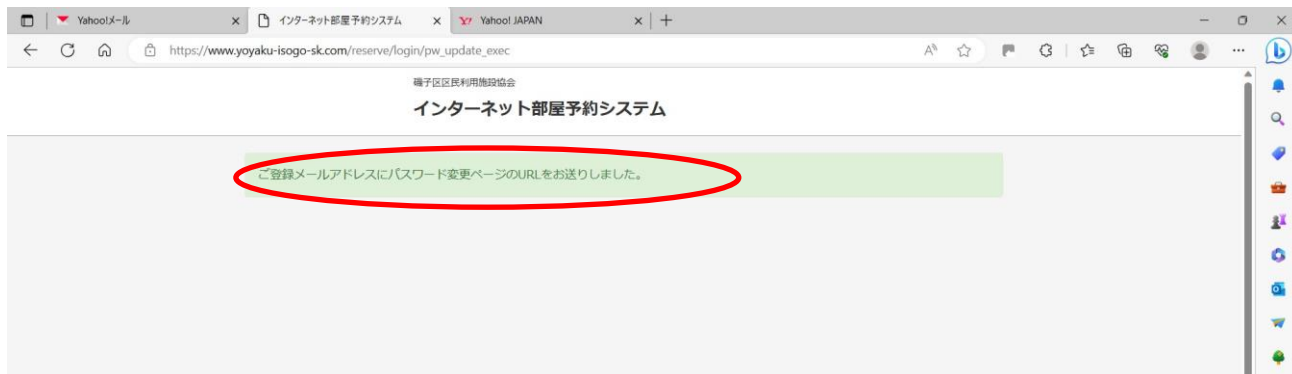 Yahoo!メール
インターネット部屋予約システム
Yahoo! JAPAN
https://www.yoyaku-isogo-sk.com/reserve/login/pw_update_exec
磯子区区民利用施設協会
インターネット部屋予約システム
ご登録メールアドレスにパスワード変更ページのURLをお送りしました。